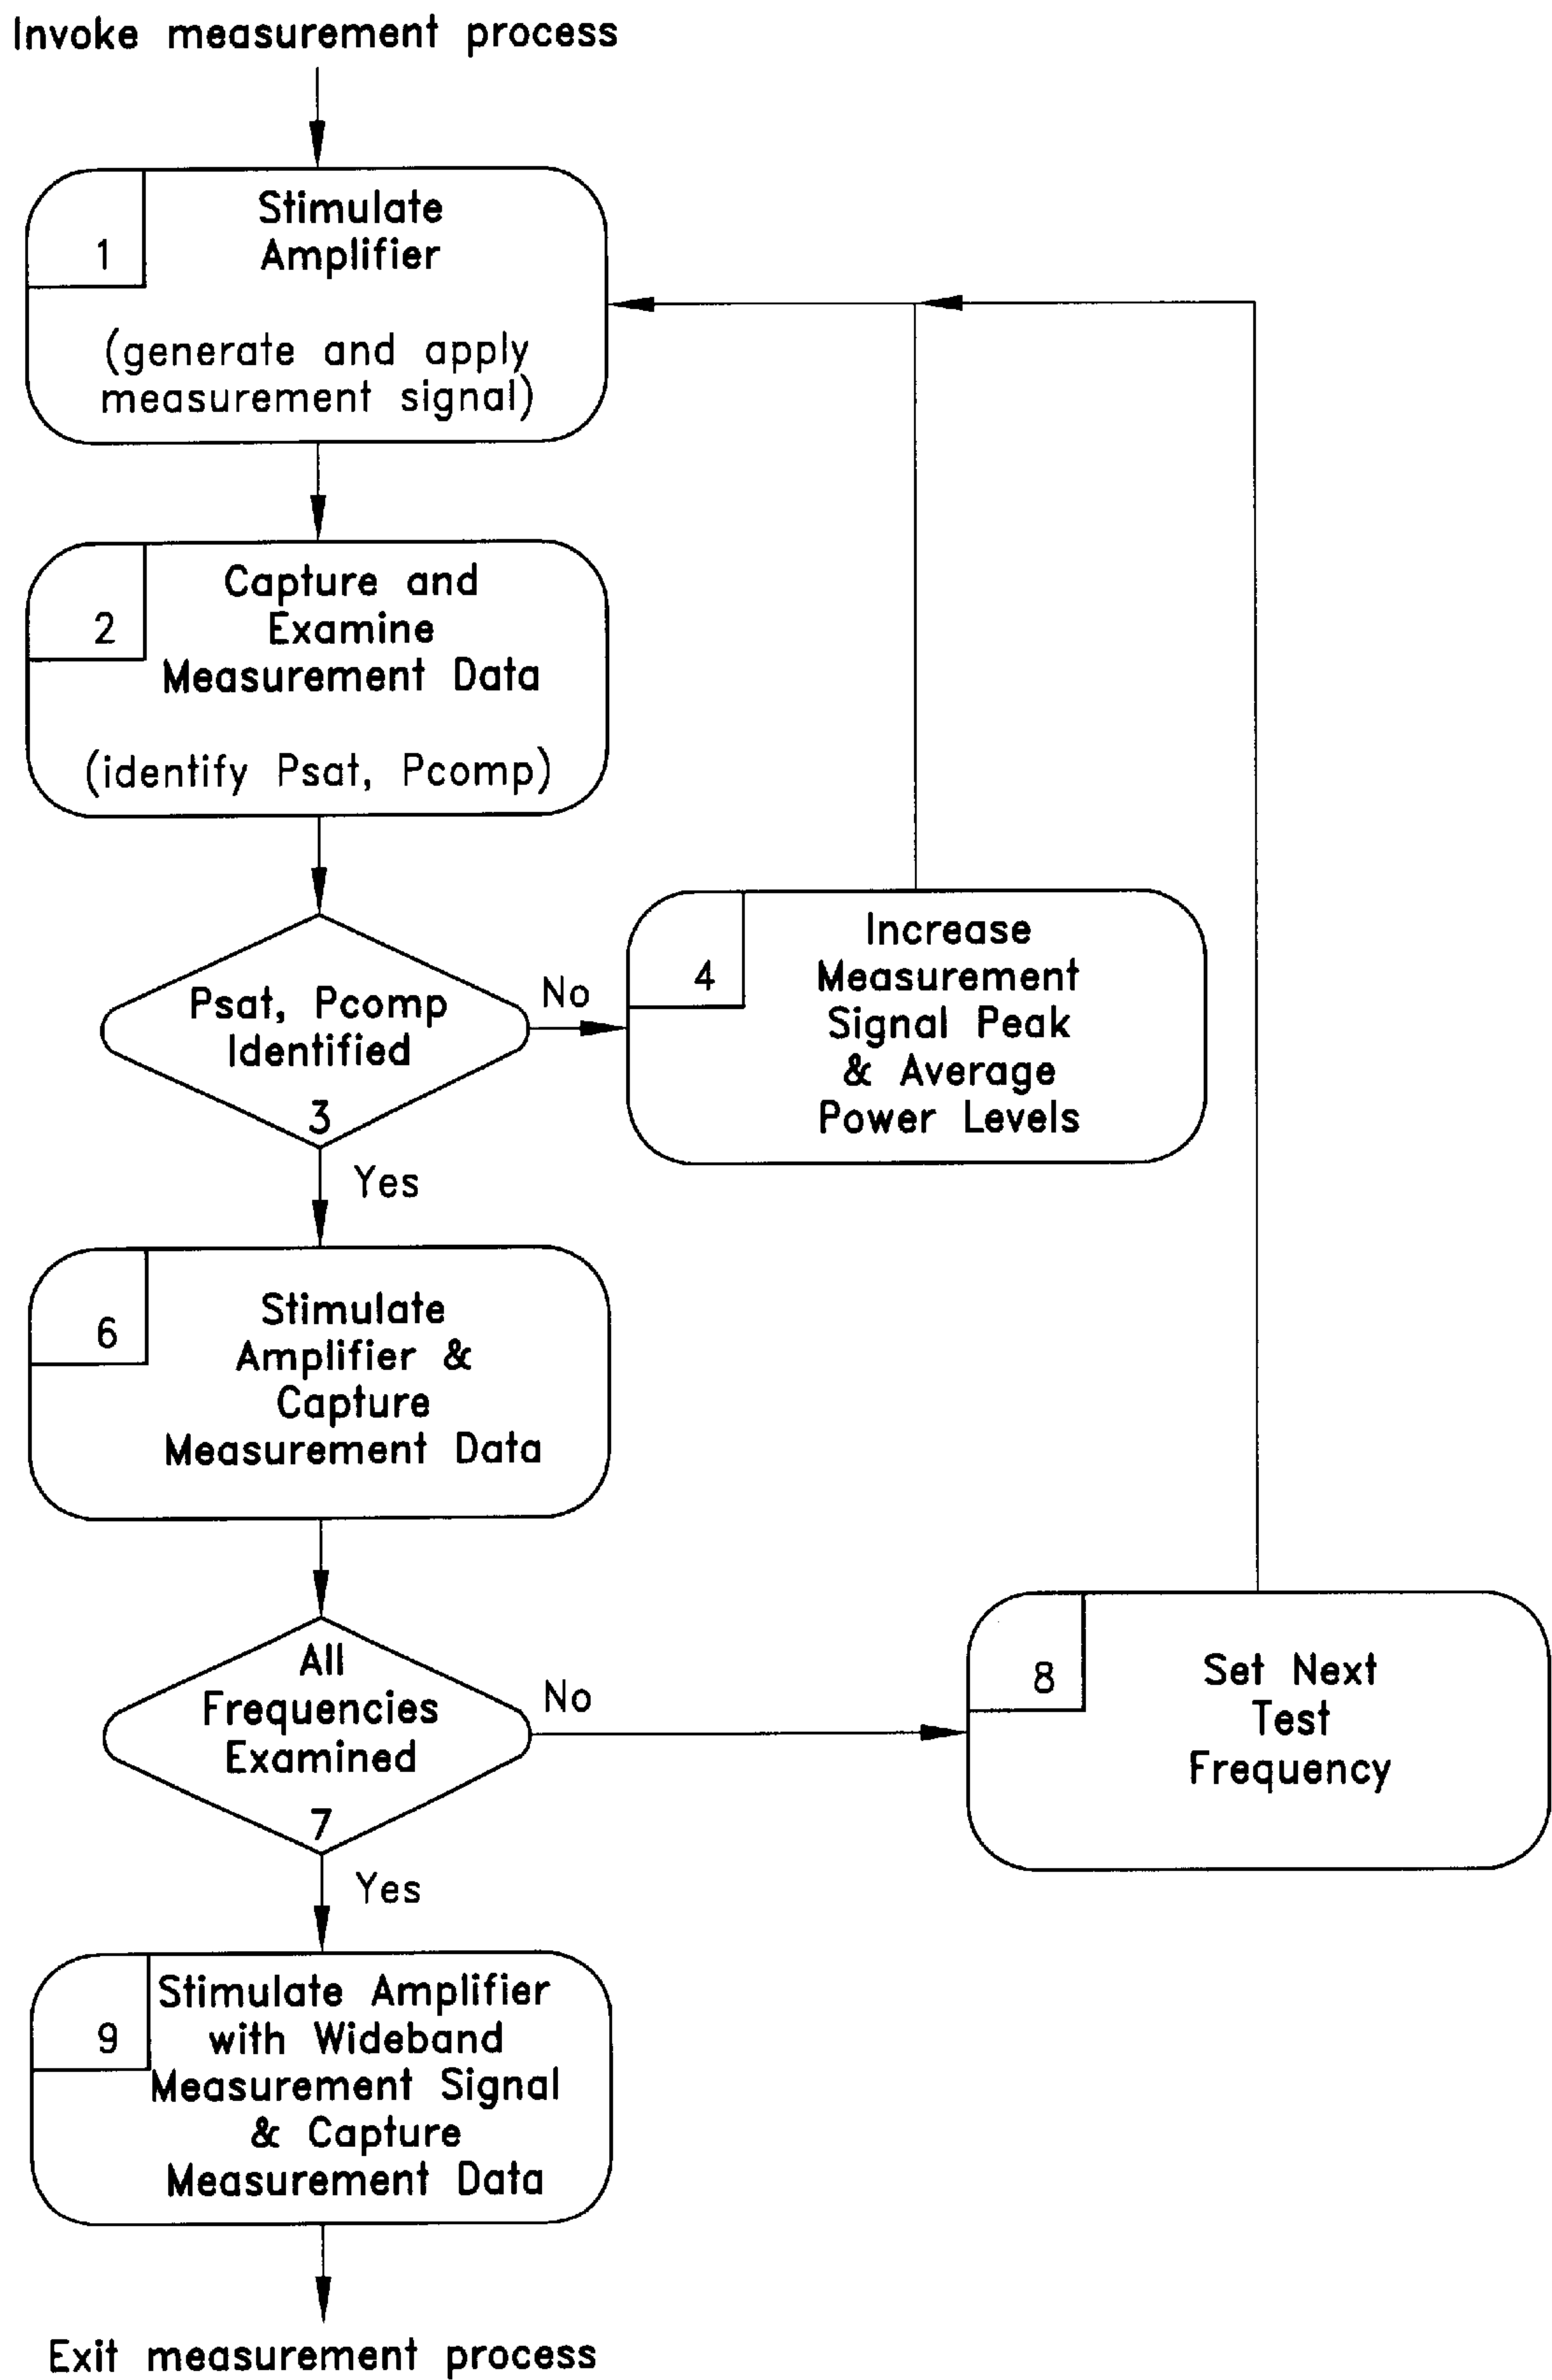 Invoke measurement process
1
Stimulate
Amplifier
(generate and apply
measurement signal)
2
Capture and
Examine
Measurement Data
(identify Psat, Pcomp)
Psat, Pcomp
Identified
3
No
Yes
4
Increase
Measurement
Signal Peak
& Average
Power Levels
6
Stimulate
Amplifier &
Capture
Measurement Data
All
Frequencies
Examined
7
No
Yes
8
Set Next
Test
Frequency
9
Stimulate Amplifier
with Wideband
Measurement Signal
& Capture
Measurement Data
Exit measurement process